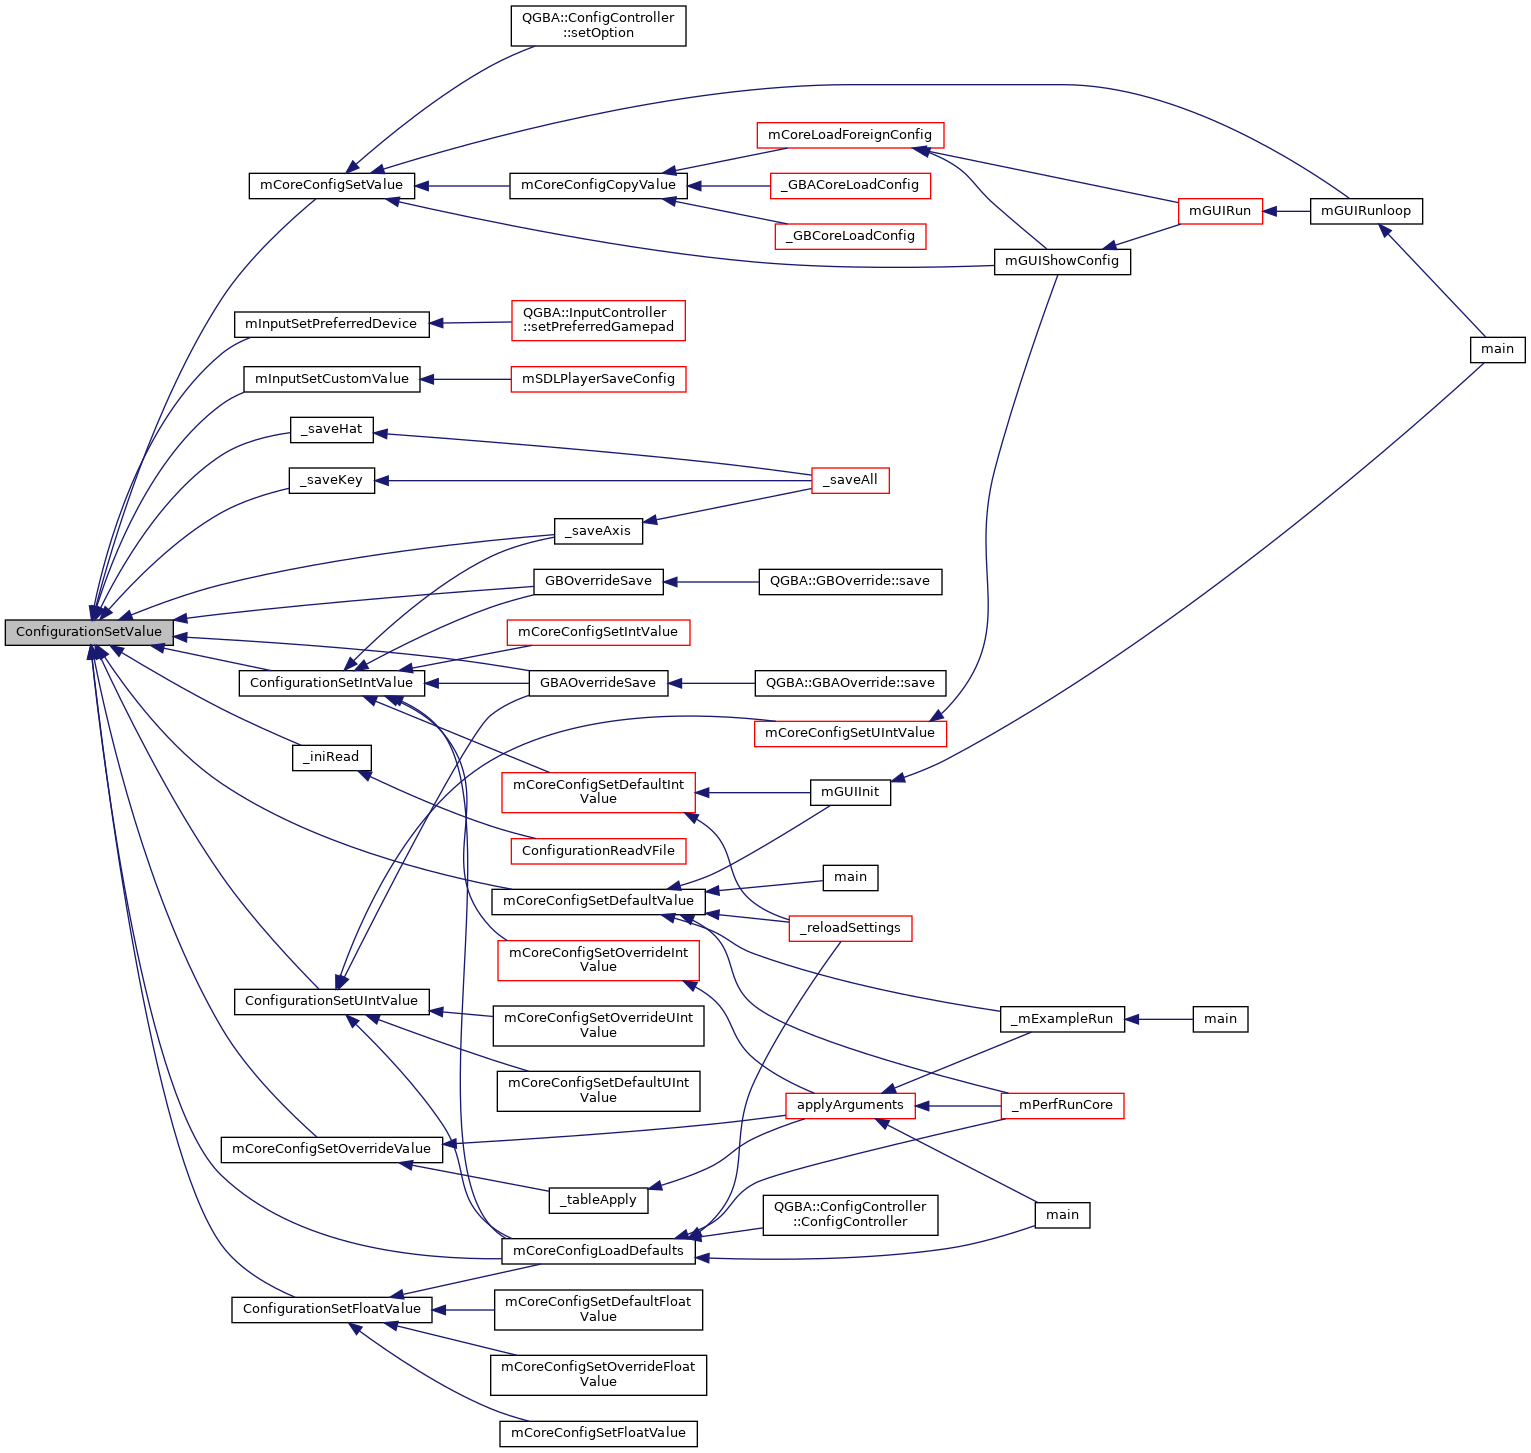 QGBA::ConfigController
::setOption
mCoreLoadForeignConfig
mCoreConfigSetValue
mCoreConfigCopyValue
_GBACoreLoadConfig
mGUIRun
mGUIRunloop
_GBCoreLoadConfig
mGUIShowConfig
mInputSetPreferredDevice
QGBA::InputController
::setPreferredGamepad
main
mInputSetCustomValue
mSDLPlayerSaveConfig
_saveHat
_saveKey
_saveAll
_saveAxis
GBOverrideSave
QGBA::GBOverride::save
ConfigurationSetValue
mCoreConfigSetIntValue
ConfigurationSetIntValue
GBAOverrideSave
QGBA::GBAOverride::save
mCoreConfigSetUIntValue
_iniRead
mCoreConfigSetDefaultInt
Value
mGUIInit
ConfigurationReadVFile
main
mCoreConfigSetDefaultValue
_reloadSettings
mCoreConfigSetOverrideInt
Value
ConfigurationSetUIntValue
mCoreConfigSetOverrideUInt
Value
_mExampleRun
main
mCoreConfigSetDefaultUInt
Value
applyArguments
_mPerfRunCore
mCoreConfigSetOverrideValue
_tableApply
QGBA::ConfigController
::ConfigController
main
mCoreConfigLoadDefaults
ConfigurationSetFloatValue
mCoreConfigSetDefaultFloat
Value
mCoreConfigSetOverrideFloat
Value
mCoreConfigSetFloatValue